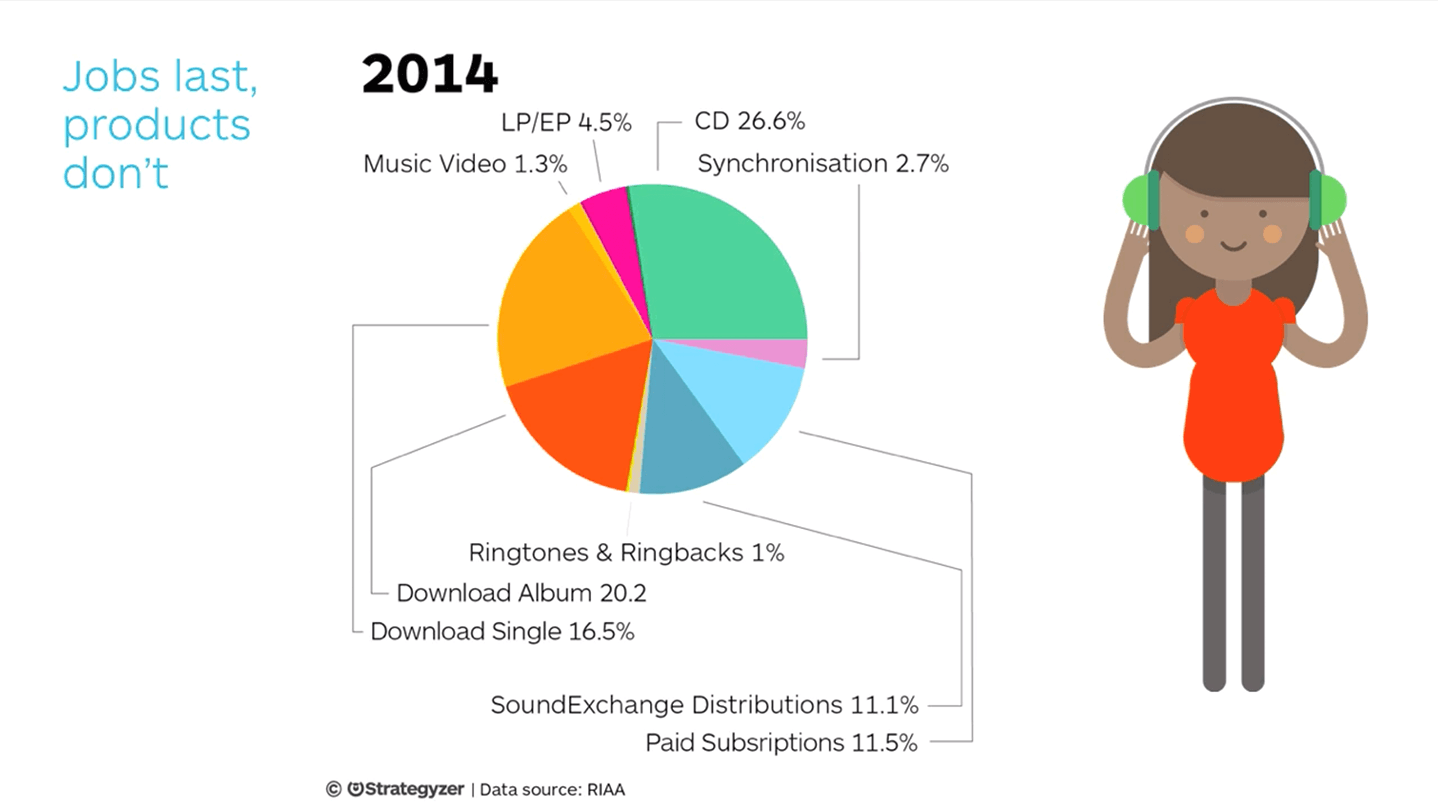 Jobs last,
products
don't
2014
LP/EP 4.5%
CD 26.6%
Music Video 1.3%
Synchronisation 2.7%
Ringtones & Ringbacks 1%
Download Album 20.2
Download Single 16.5%
SoundExchange Distributions 11.1%
Paid Subsriptions 11.5%
© Strategyzer | Data source: RIAA